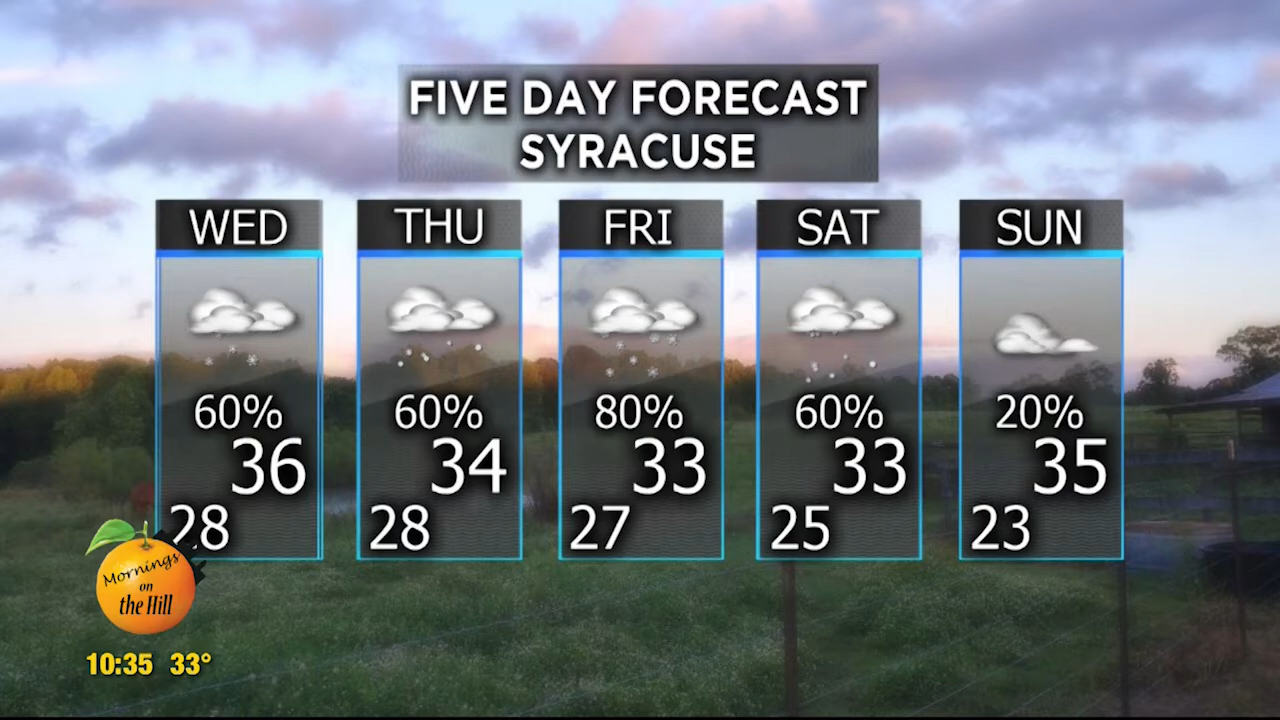 FIVE DAY FORECAST
SYRACUSE
WED
60%
36
28
THU
60%
34
28
FRI
80%
33
27
SAT
60%
33
25
SUN
20%
35
23
Mornings
on
the Hill
10:35 33°